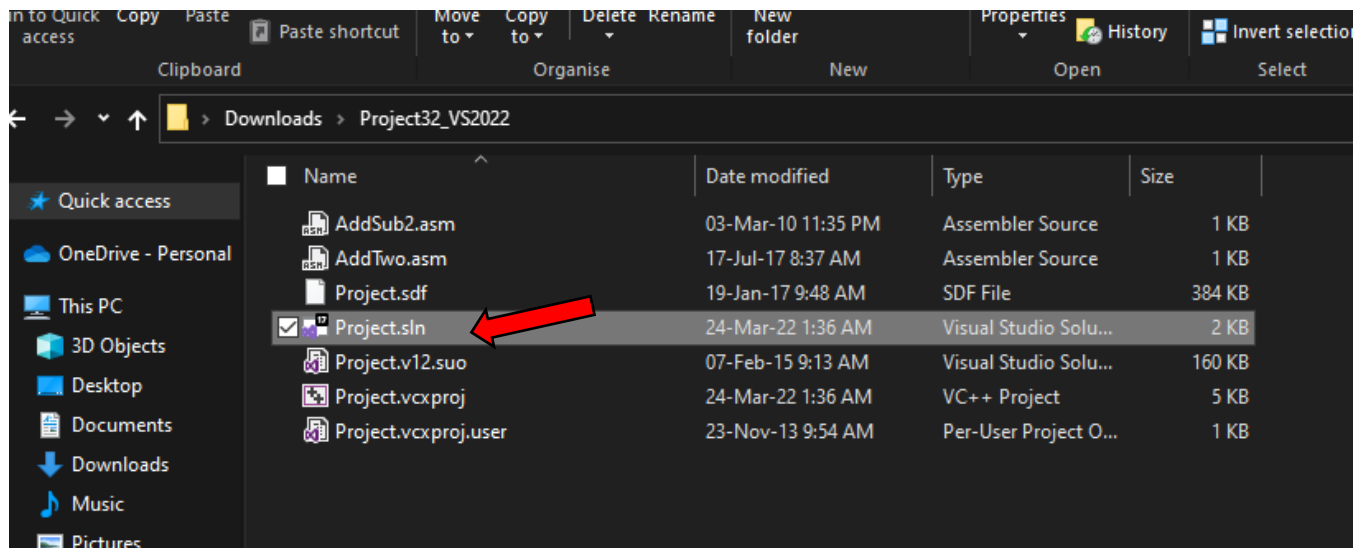 in to Quick access
Copy
Paste
Paste shortcut
Move to
Copy to
Delete
Rename
New folder
Properties
History
Invert selection
Clipboard
Organise
New
Open
Select
Downloads > Project32_VS2022
Name Date modified Type Size
Quick access
OneDrive - Personal
This PC
3D Objects
Desktop
Documents
Downloads
Music
Pictures
AddSub2.asm 03-Mar-10 11:35 PM Assembler Source 1 KB
AddTwo.asm 17-Jul-17 8:37 AM Assembler Source 1 KB
Project.sdf 19-Jan-17 9:48 AM SDF File 384 KB
Project.sln 24-Mar-22 1:36 AM Visual Studio Solu... 2 KB
Project.v12.suo 07-Feb-15 9:13 AM Visual Studio Solu... 160 KB
Project.vcxproj 24-Mar-22 1:36 AM VC++ Project 5 KB
Project.vcxproj.user 23-Nov-13 9:54 AM Per-User Project O... 1 KB